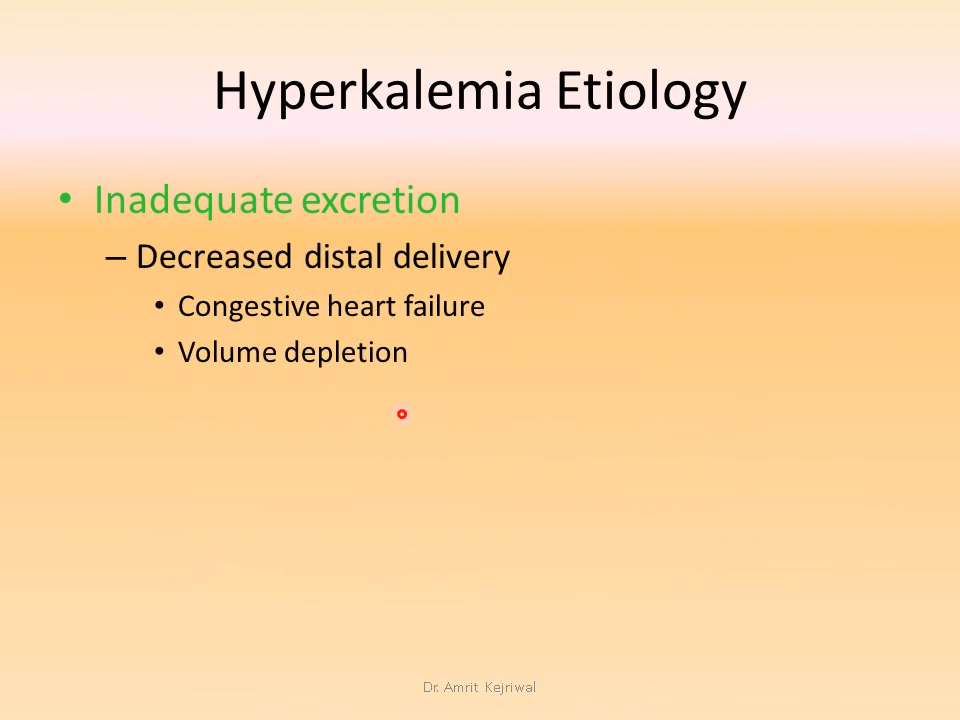 Hyperkalemia Etiology
• Inadequate excretion
– Decreased distal delivery
• Congestive heart failure
• Volume depletion
Dr. Amrit Kejriwal